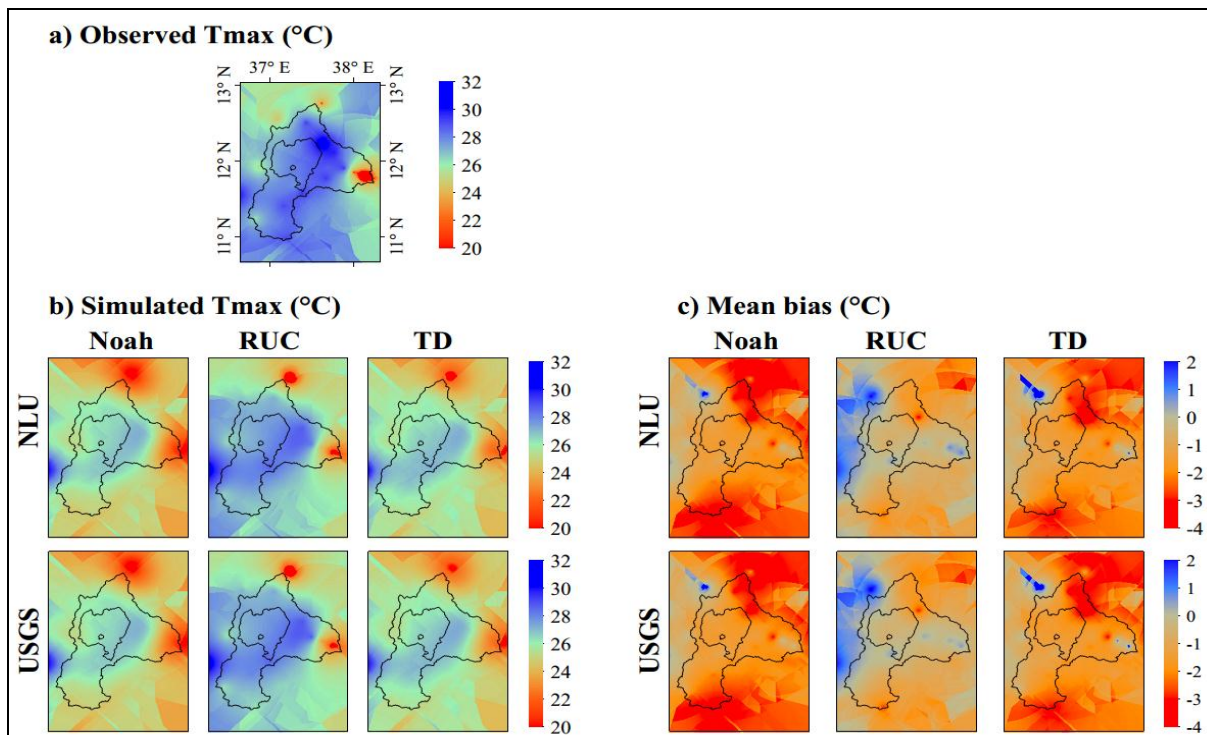 a) Observed Tmax (°C)
37° E 38° E
13° N
12° N
11° N
13° N
12° N
11° N
32
30
28
26
24
22
20
b) Simulated Tmax (°C)
c) Mean bias (°C)
Noah RUC TD
Noah RUC TD
NLU
32
30
28
26
24
22
20
NLU
2
1
0
-1
-2
-3
-4
USGS
32
30
28
26
24
22
20
USGS
2
1
0
-1
-2
-3
-4